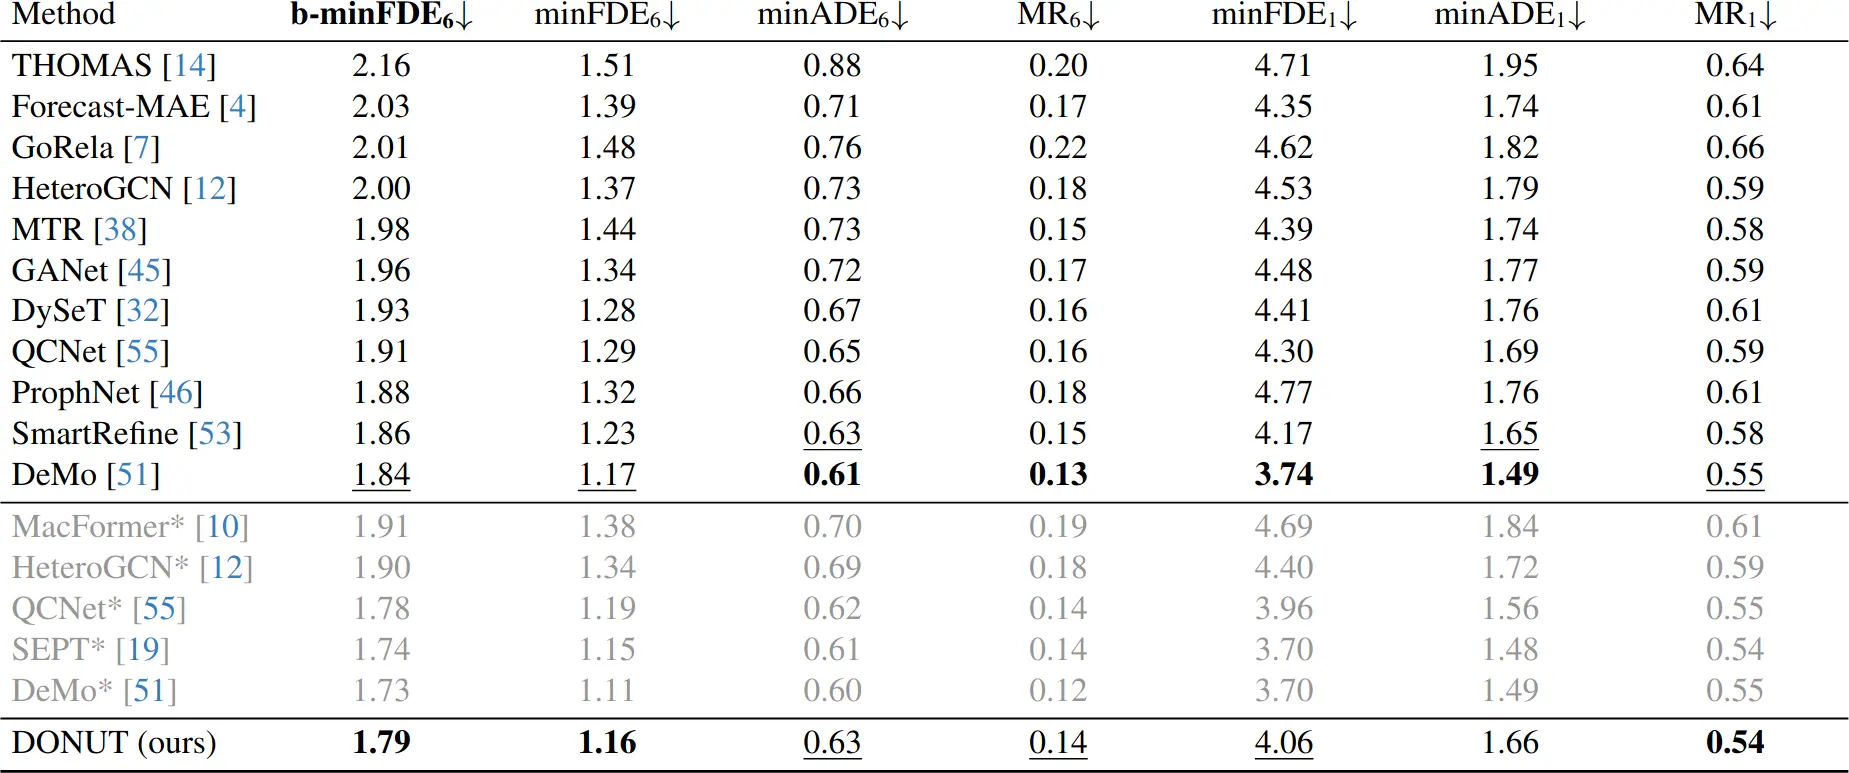 Method b-minFDE₆↓ minFDE₆↓ minADE₆↓ MR₆↓ minFDE₁↓ minADE₁↓ MR₁↓
THOMAS [14] 2.16 1.51 0.88 0.20 4.71 1.95 0.64
Forecast-MAE [4] 2.03 1.39 0.71 0.17 4.35 1.74 0.61
GoRela [7] 2.01 1.48 0.76 0.22 4.62 1.82 0.66
HeteroGCN [12] 2.00 1.37 0.73 0.18 4.53 1.79 0.59
MTR [38] 1.98 1.44 0.73 0.15 4.39 1.74 0.58
GANet [45] 1.96 1.34 0.72 0.17 4.48 1.77 0.59
DySeT [32] 1.93 1.28 0.67 0.16 4.41 1.76 0.61
QCNet [55] 1.91 1.29 0.65 0.16 4.30 1.69 0.59
ProphNet [46] 1.88 1.32 0.66 0.18 4.77 1.76 0.61
SmartRefine [53] 1.86 1.23 0.63 0.15 4.17 1.65 0.58
DeMo [51] 1.84 1.17 0.61 0.13 3.74 1.49 0.55
MacFormer* [10] 1.91 1.38 0.70 0.19 4.69 1.84 0.61
HeteroGCN* [12] 1.90 1.34 0.69 0.18 4.40 1.72 0.59
QCNet* [55] 1.78 1.19 0.62 0.14 3.96 1.56 0.55
SEPT* [19] 1.74 1.15 0.61 0.14 3.70 1.48 0.54
DeMo* [51] 1.73 1.11 0.60 0.12 3.70 1.49 0.55
DONUT (ours) 1.79 1.16 0.63 0.14 4.06 1.66 0.54